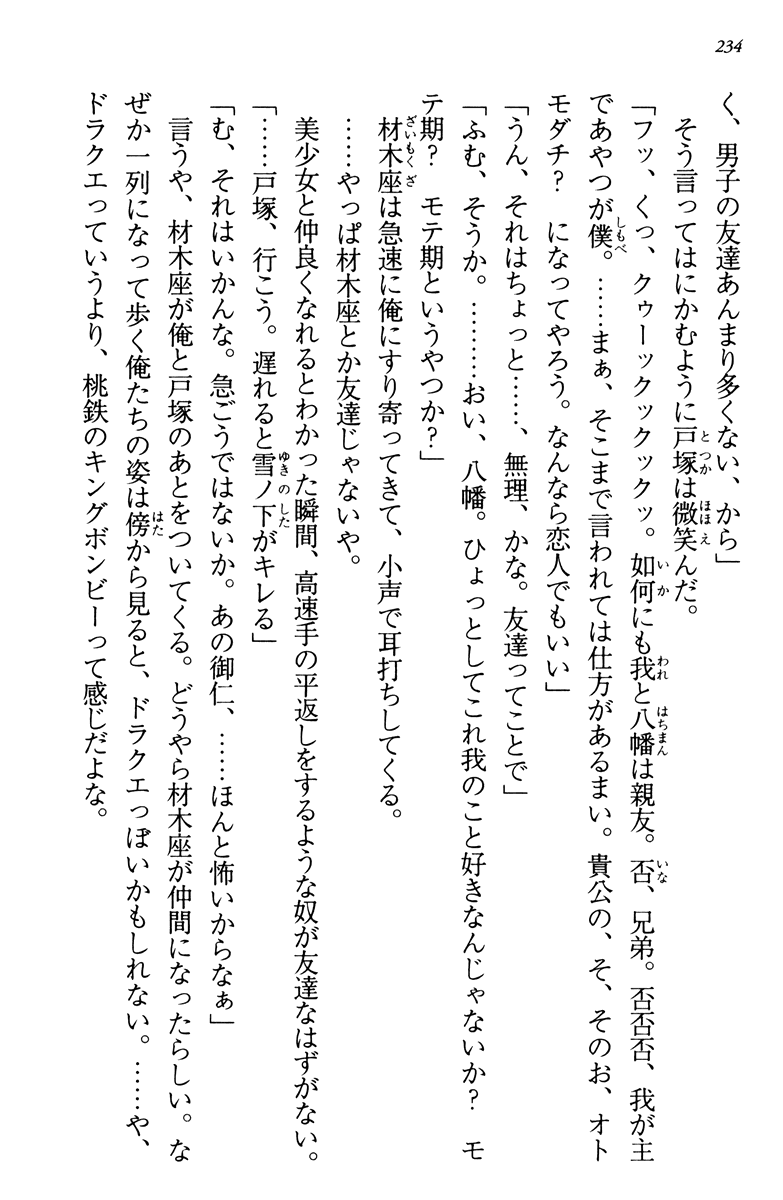 234
く、男子の友達あんまり多くない、から」
そう言ってはにかむように戸塚は微笑んだ。
「フッ、くっ、クゥーックックックッ。如何にも我と八幡は親友。否、兄弟。否否否、我が主
であやつが僕。……まぁ、そこまで言われては仕方があるまい。貴公の、そ、そのお、オト
モダチ？　になってやろう。なんなら恋人でもいい」
「うん、それはちょっと……、無理、かな。友達ってことで」
「ふむ、そうか。………おい、八幡。ひょっとしてこれ我のこと好きなんじゃないか？　モ
テ期？　モテ期というやつか？」
材木座は急速に俺にすり寄ってきて、小声で耳打ちしてくる。
……やっぱ材木座とか友達じゃないや。
美少女と仲良くなれるとわかった瞬間、高速手の平返しをするような奴が友達なはずがない。
「……戸塚、行こう。遅れると雪ノ下がキレる」
「む、それはいかんな。急ごうではないか。あの御仁、……ほんと怖いからなぁ」
言うや、材木座が俺と戸塚のあとをついてくる。どうやら材木座が仲間になったらしい。な
ぜか一列になって歩く俺たちの姿は傍から見ると、ドラクエっぽいかもしれない。……や、
ドラクエっていうより、桃鉄のキングボンビーって感じだよな。